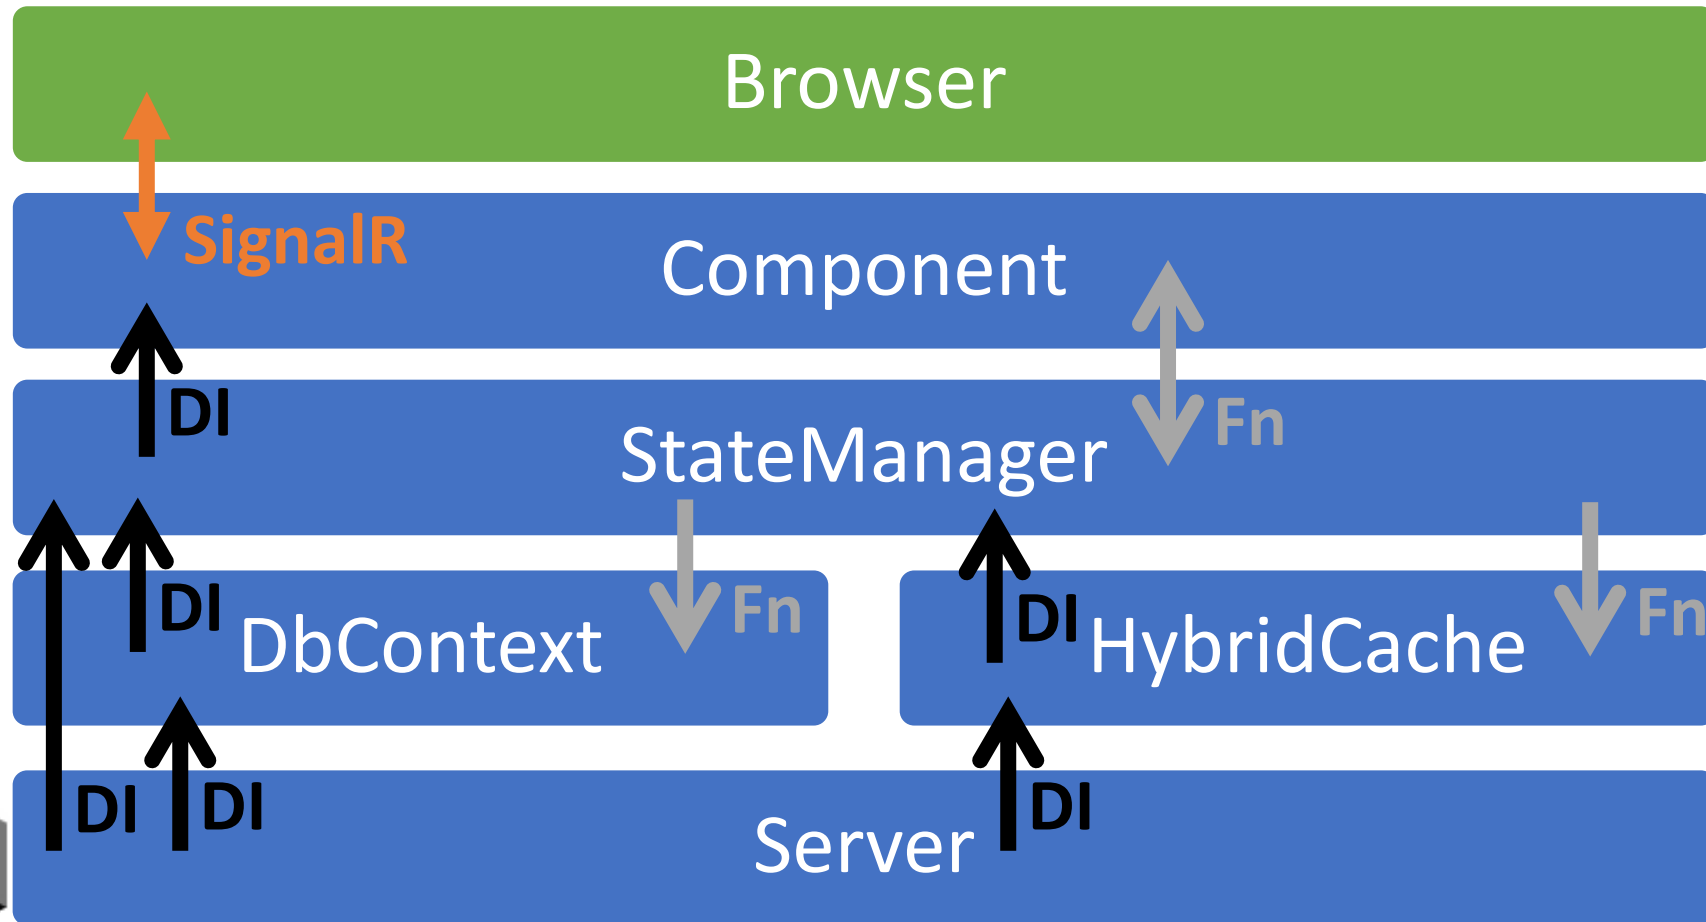 Browser
SignalR
Component
DI
Fn
StateManager
DI
Fn
DI
Fn
DbContext
HybridCache
DI
DI
DI
Server